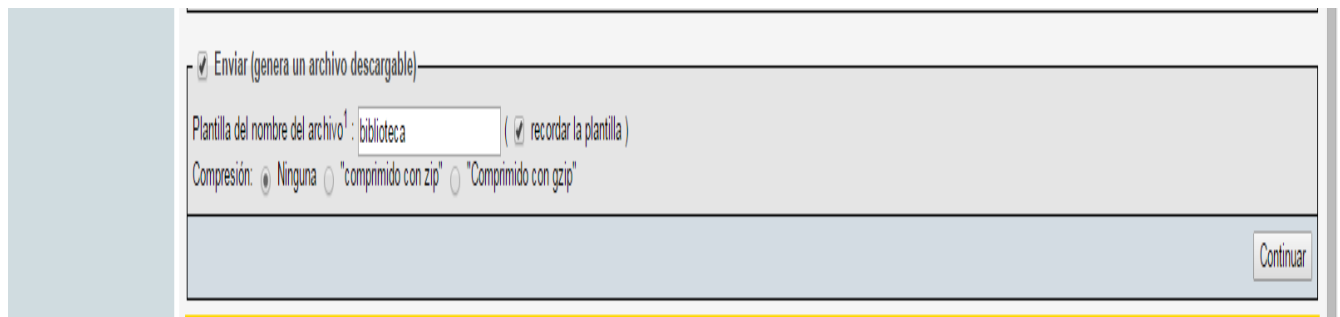 Enviar (genera un archivo descargable)
Plantilla del nombre del archivo1 : biblioteca ( recordar la plantilla )
Compresión: Ninguna "comprimido con zip" "Comprimido con gzip"
Continuar